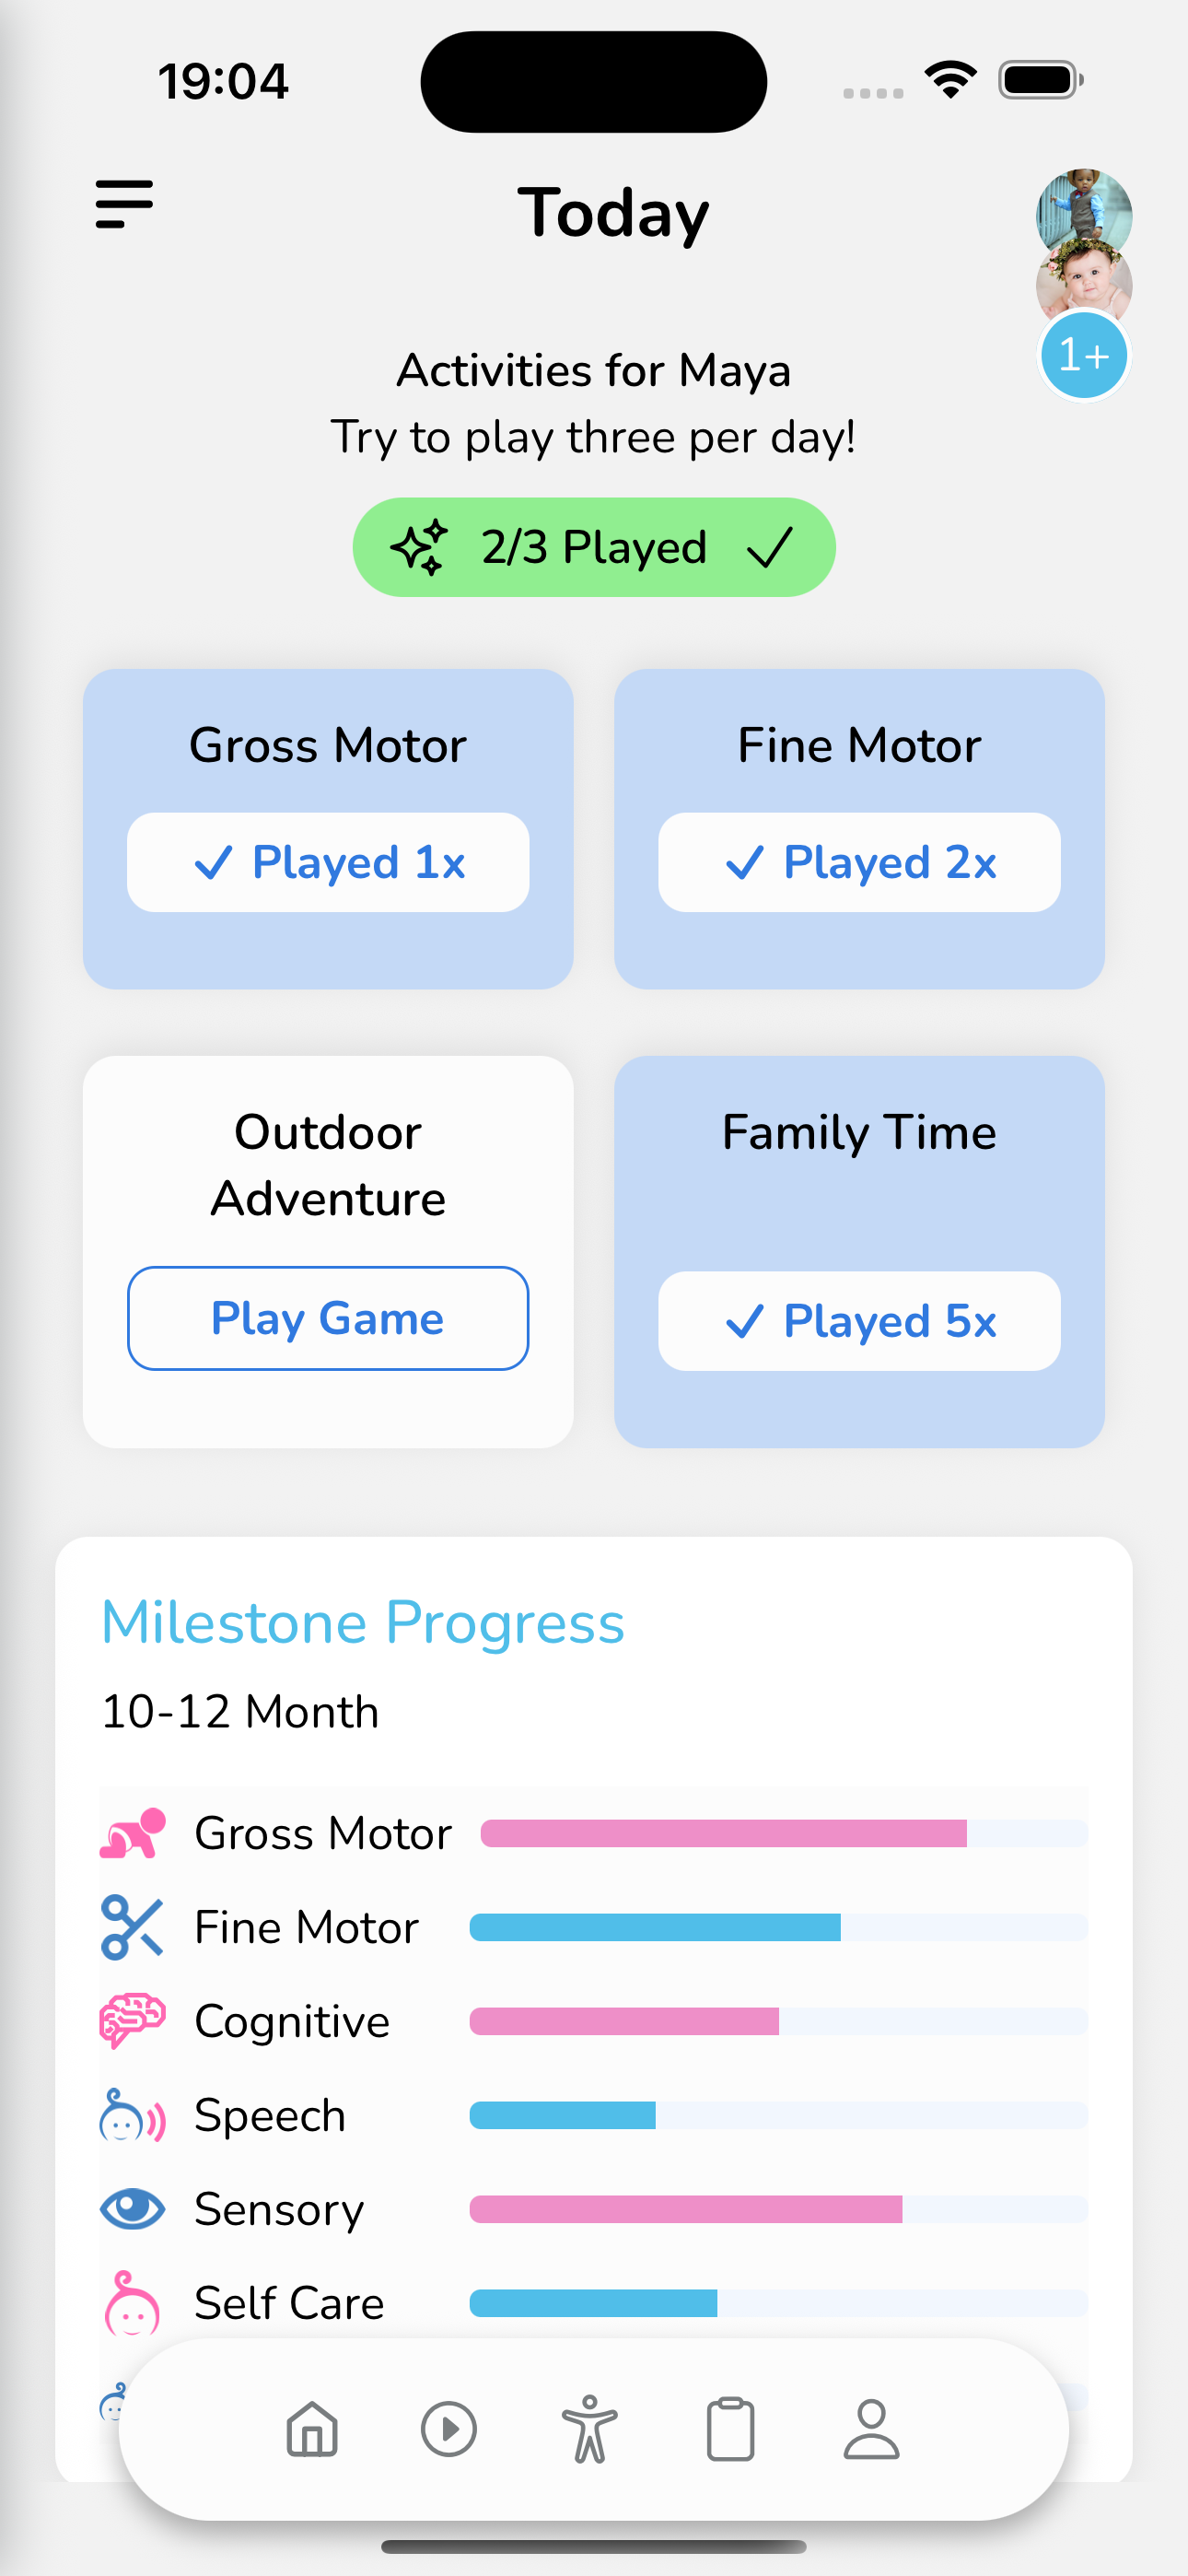 19:04
Today
1+
Activities for Maya
Try to play three per day!
2/3 Played
Gross Motor
Fine Motor
Played 1x
Played 2x
Outdoor
Adventure
Family Time
Play Game
Played 5x
Milestone Progress
10-12 Month
Gross Motor
Fine Motor
Cognitive
Speech
Sensory
Self Care